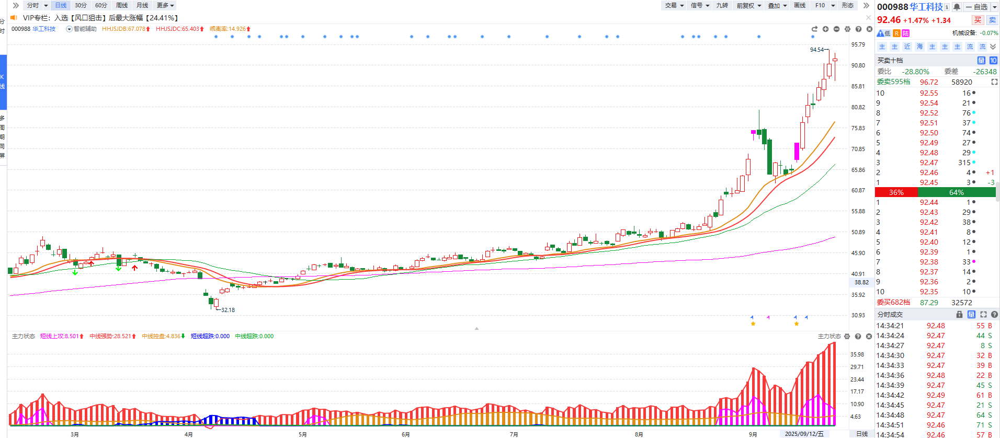 分时 日线 30分 60分 周线 月线 更多 交易 信号 九转 前复权 叠加 画线 F10 形态
VIP专栏：入选【风口狙击】后最大涨幅【24.41%】
000988 华工科技 智能辅助 HHJSJDB:67.078 HHJSJDC:65.403 乖离率:14.926
分时
K线
多周期同屏
95.79
94.54
90.80
85.81
80.82
75.83
70.85
65.86
60.87
55.88
50.89
45.90
40.91
38.82
35.92
32.18
30.93
主力状态 短线上攻:8.501 中线强势:28.521 中线控盘:4.836 短线超跌:0.000 中线超跌:0.000 主力状态
35.98
29.71
23.44
17.17
10.90
4.63
3月 4月 5月 6月 7月 8月 9月 2025/09/12/五 日线
000988 华工科技 自选
92.46 +1.47% +1.34 买 卖
低 R 陆 机械设备: -0.07%
主 主 近 海 主 主 主 流 流
买卖十档 量 10
委比 -28.80% 委差 -26348
委卖595档 96.72 58920
10 92.55 16
9 92.54 21
8 92.52 76
7 92.51 37
6 92.50 74
5 92.49 27
4 92.48 29
3 92.47 315
2 92.46 4 +1
1 92.45 3 -3
36% 64%
1 92.44 1
2 92.43 29
3 92.42 38
4 92.41 8
5 92.40 12
6 92.39 1
7 92.38 33
8 92.37 14
9 92.36 2
10 92.35 10
委买682档 87.29 32572
分时成交 量
14:34:21 92.48 55 B
14:34:24 92.47 44 S
14:34:27 92.47 8 S
14:34:30 92.47 32 B
14:34:33 92.47 39 B
14:34:36 92.48 22 B
14:34:39 92.47 45 S
14:34:42 92.49 61 B
14:34:45 92.47 21 S
14:34:48 92.47 64 S
14:34:51 92.46 71 S
14:34:54 92.46 57 B